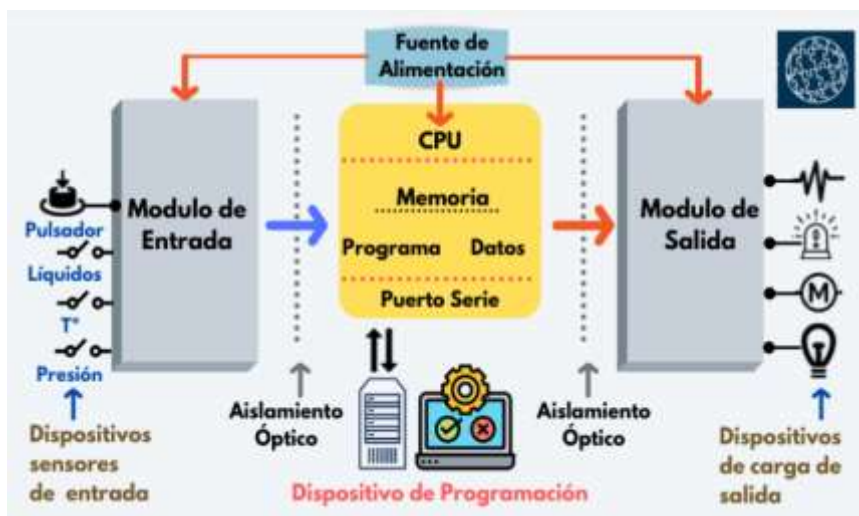 Fuente de
Alimentación
CPU
Memoria
Programa Datos
Puerto Serie
Modulo de
Entrada
Modulo de
Salida
Pulsador
Líquidos
T°
Presión
M
Aislamiento
Óptico
Aislamiento
Óptico
Dispositivos
sensores
de entrada
Dispositivo de Programación
Dispositivos
de carga de
salida